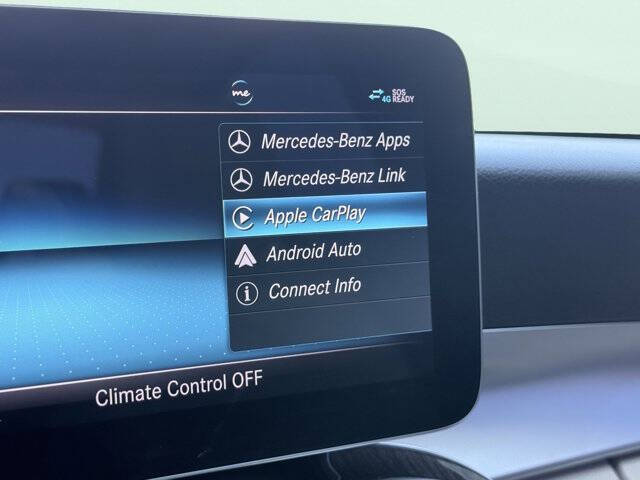 me
4G
SOS
READY
Mercedes-Benz Apps
Mercedes-Benz Link
Apple CarPlay
Android Auto
Connect Info
Climate Control OFF